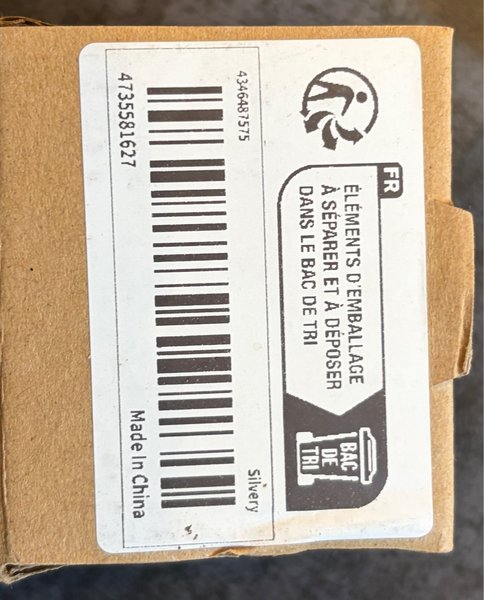 FR
ÉLÉMENTS D'EMBALLAGE
À SÉPARER ET À DÉPOSER
DANS LE BAC DE TRI
BAC
DE
TRI
4346487575
Silvery
4735581627
Made In China